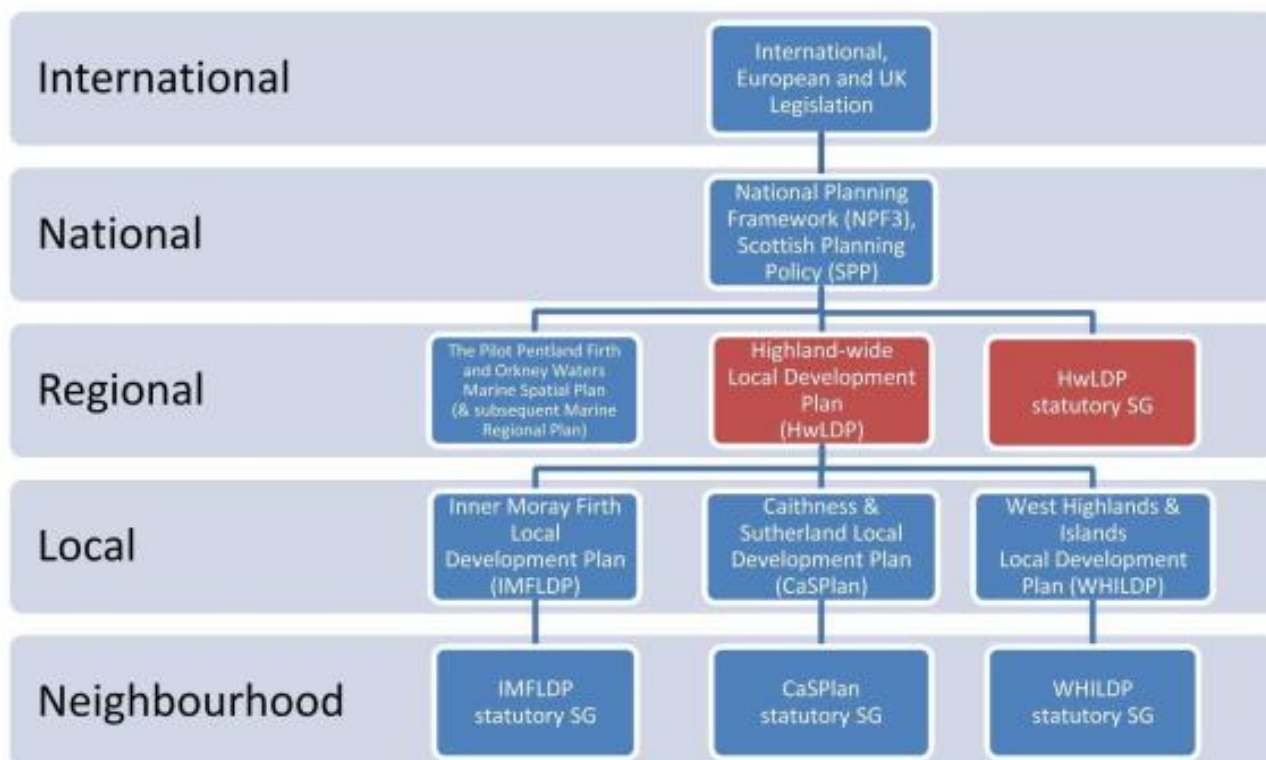 International
International,
European and UK
Legislation
National
National Planning
Framework (NPF3),
Scottish Planning
Policy (SPP)
Regional
The Pilot Pentland Firth
and Orkney Waters
Marine Spatial Plan
(& subsequent Marine
Regional Plan)
Highland-wide
Local Development
Plan
(HwLDP)
HwLDP
statutory SG
Local
Inner Moray Firth
Local
Development Plan
(IMFLDP)
Caithness &
Sutherland Local
Development Plan
(CaSPlan)
West Highlands &
Islands
Local Development
Plan (WHILDP)
Neighbourhood
IMFLDP
statutory SG
CaSPlan
statutory SG
WHILDP
statutory SG